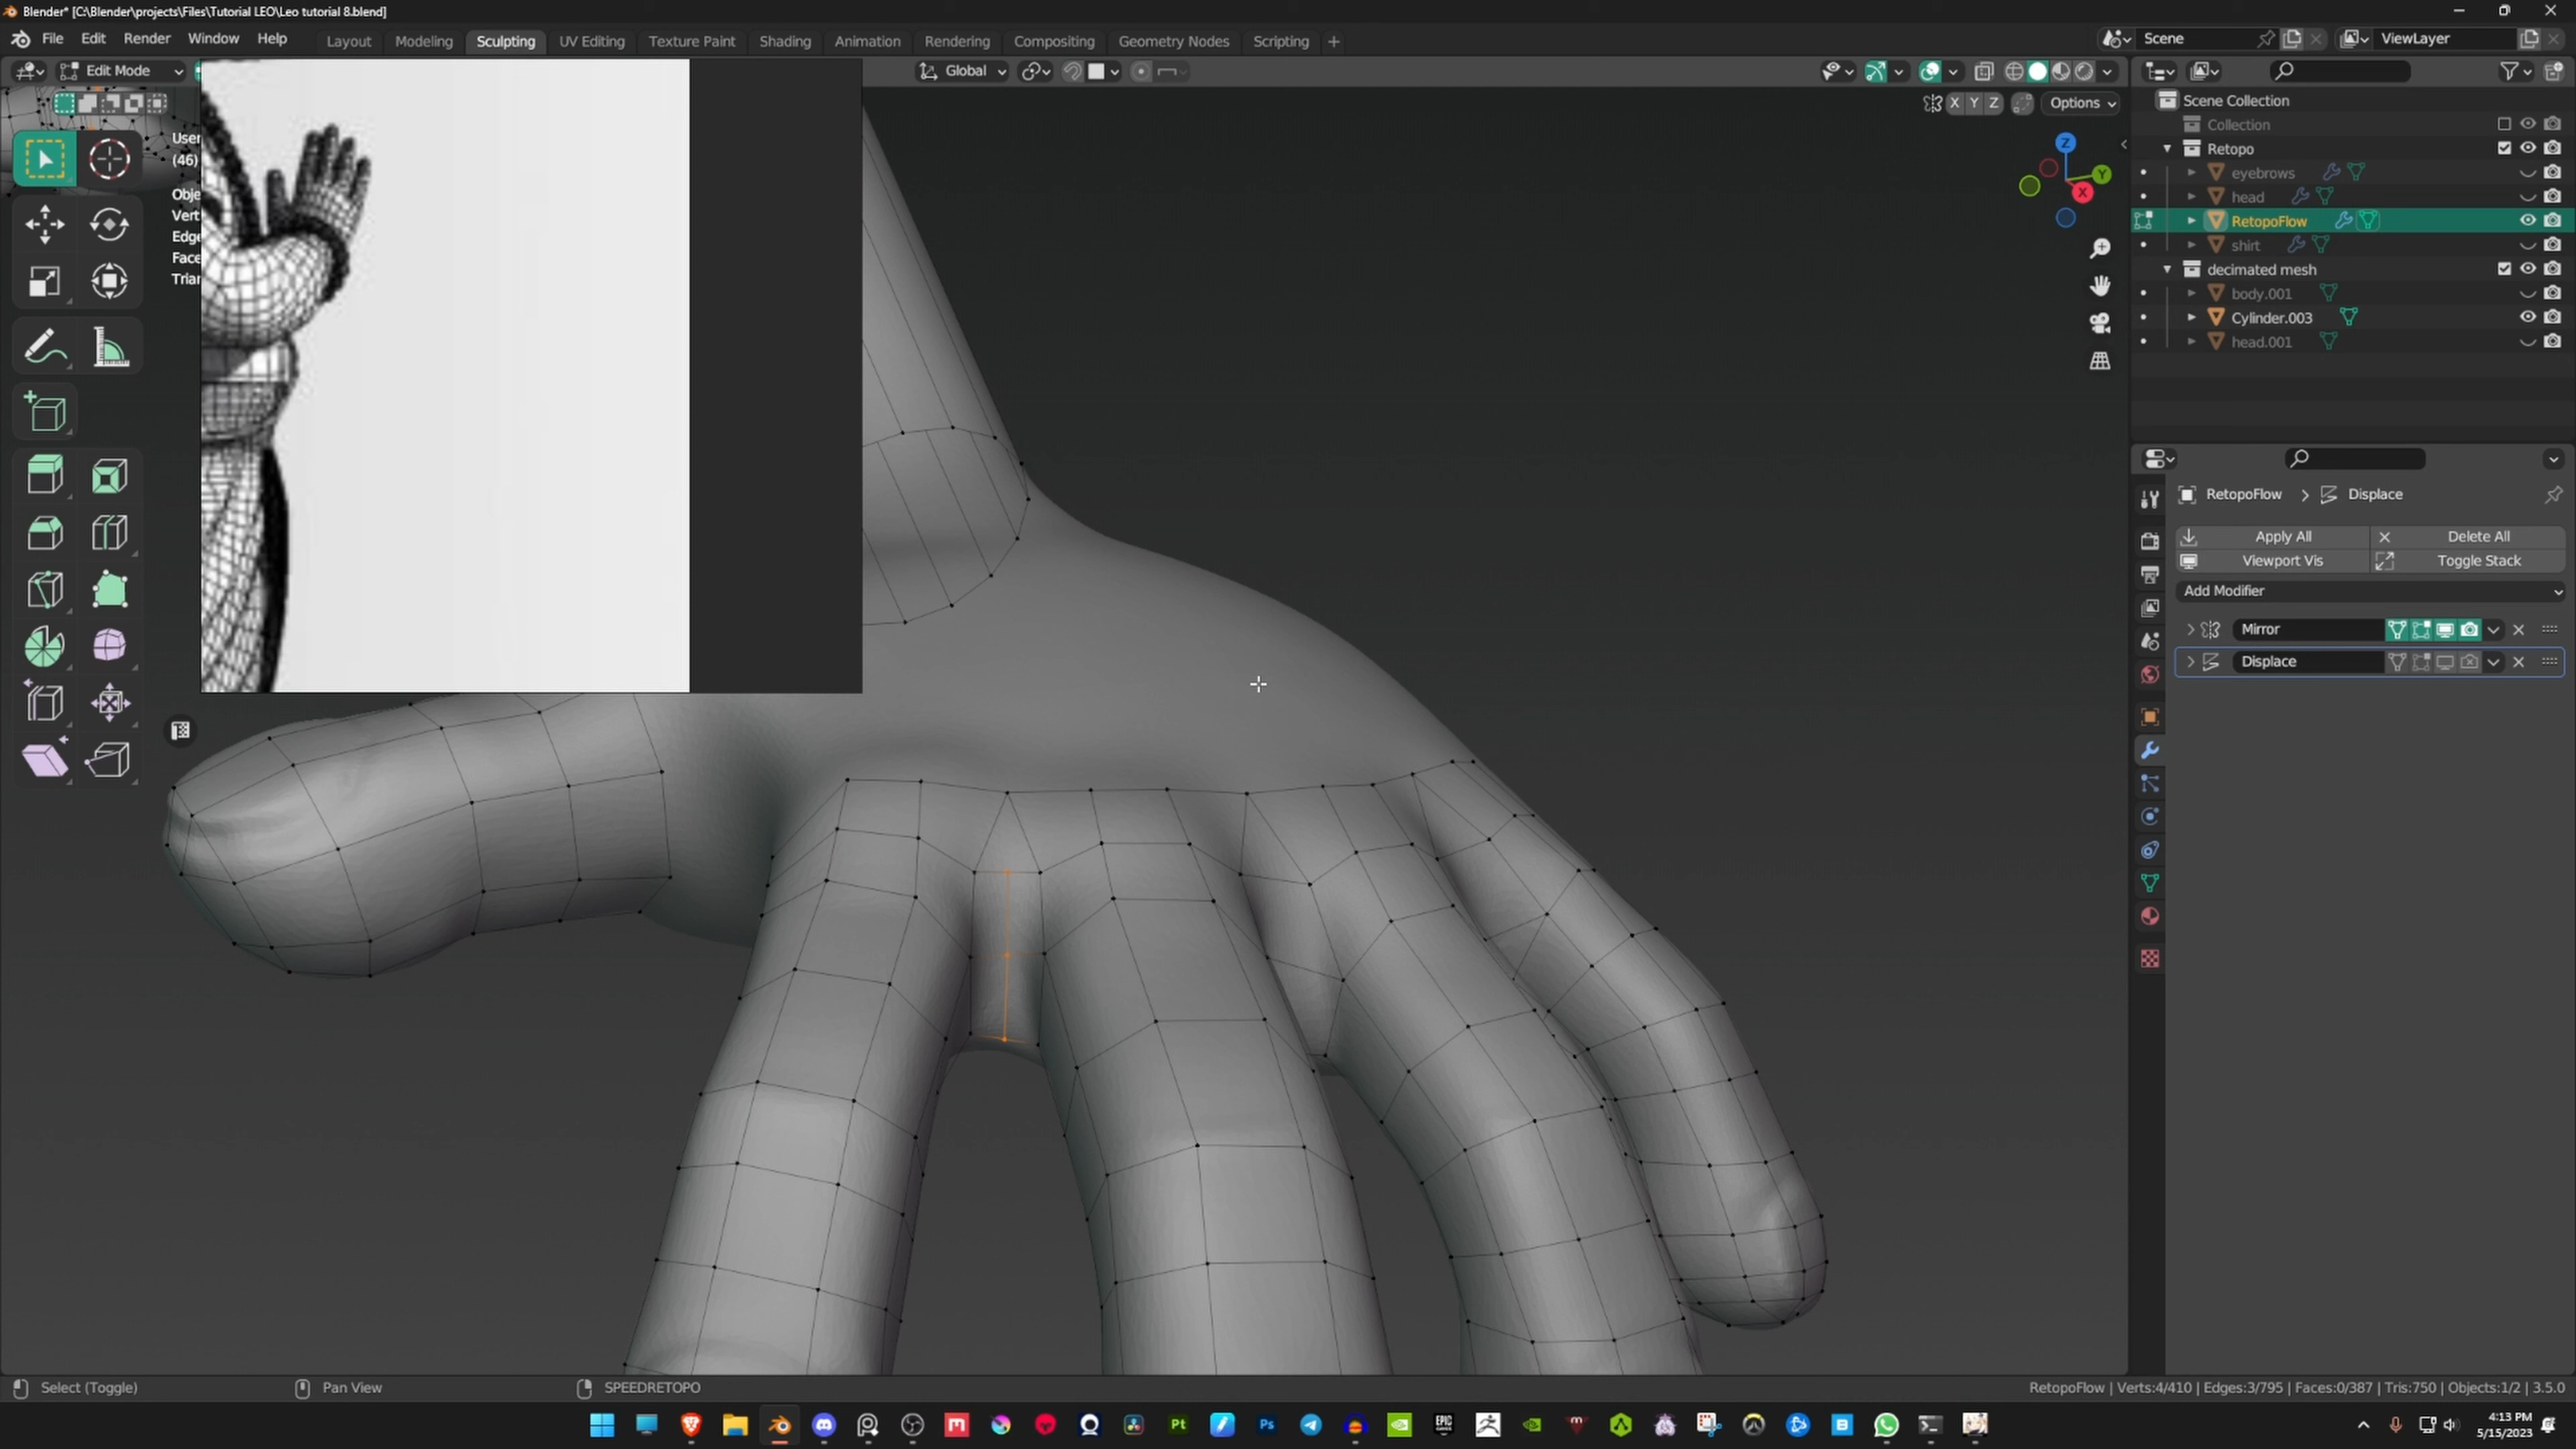 Blender* [C:\Blender\projects\Files\Tutorial LEO\Leo tutorial 8.blend]
File Edit Render Window Help
Layout Modeling Sculpting UV Editing Texture Paint Shading Animation Rendering Compositing Geometry Nodes Scripting +
Scene
ViewLayer
Edit Mode
Global
X Y Z
Options
User
(46)
Obje
Vert
Edge
Face
Trian
Z
Y
X
Scene Collection
Collection
Retopo
eyebrows
head
RetopoFlow
shirt
decimated mesh
body.001
Cylinder.003
head.001
RetopoFlow > Displace
Apply All
Delete All
Viewport Vis
Toggle Stack
Add Modifier
Mirror
Displace
Select (Toggle)
Pan View
SPEEDRETOPO
RetopoFlow | Verts:4/410 | Edges:3/795 | Faces:0/387 | Tris:750 | Objects:1/2 | 3.5.0
Pt
Ps
EPIC GAMES
4:13 PM
5/15/2023